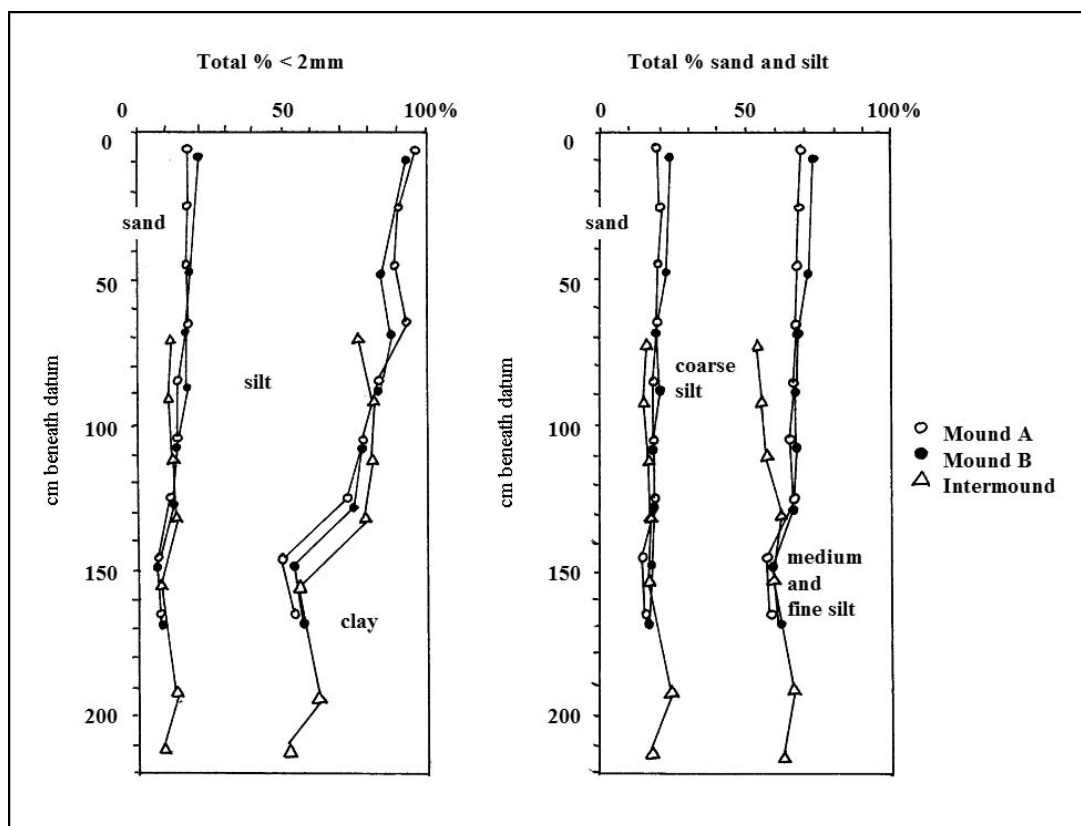 Total % < 2mm
Total % sand and silt
0 50 100%
0 50 100%
0
50
100
150
200
cm beneath datum
sand
silt
clay
0
50
100
150
200
cm beneath datum
sand
coarse
silt
medium
and
fine silt
Mound A
Mound B
Intermound